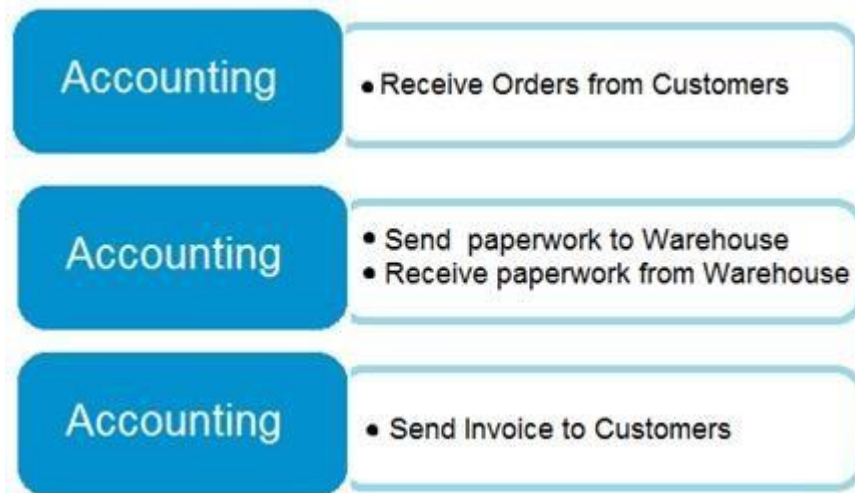 Accounting
• Receive Orders from Customers
Accounting
• Send paperwork to Warehouse
• Receive paperwork from Warehouse
Accounting
• Send Invoice to Customers